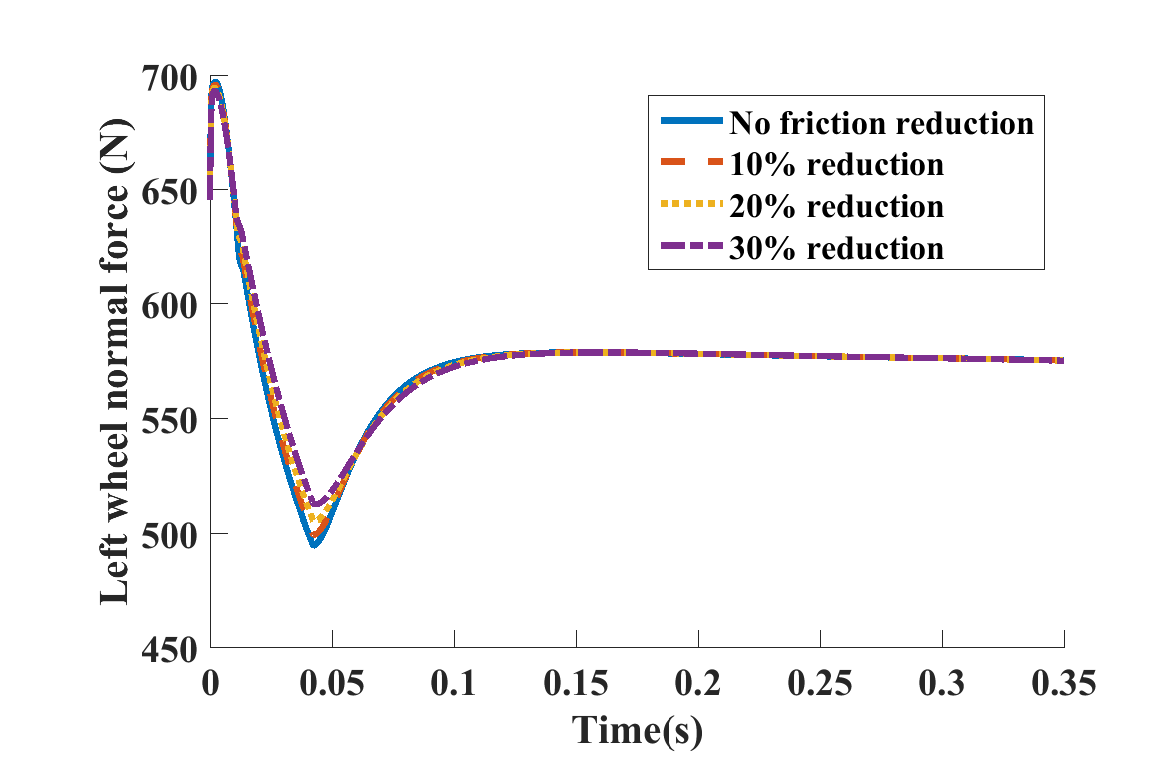 700
650
600
550
500
450
Left wheel normal force (N)
No friction reduction
10% reduction
20% reduction
30% reduction
0
0.05
0.1
0.15
0.2
0.25
0.3
0.35
Time(s)